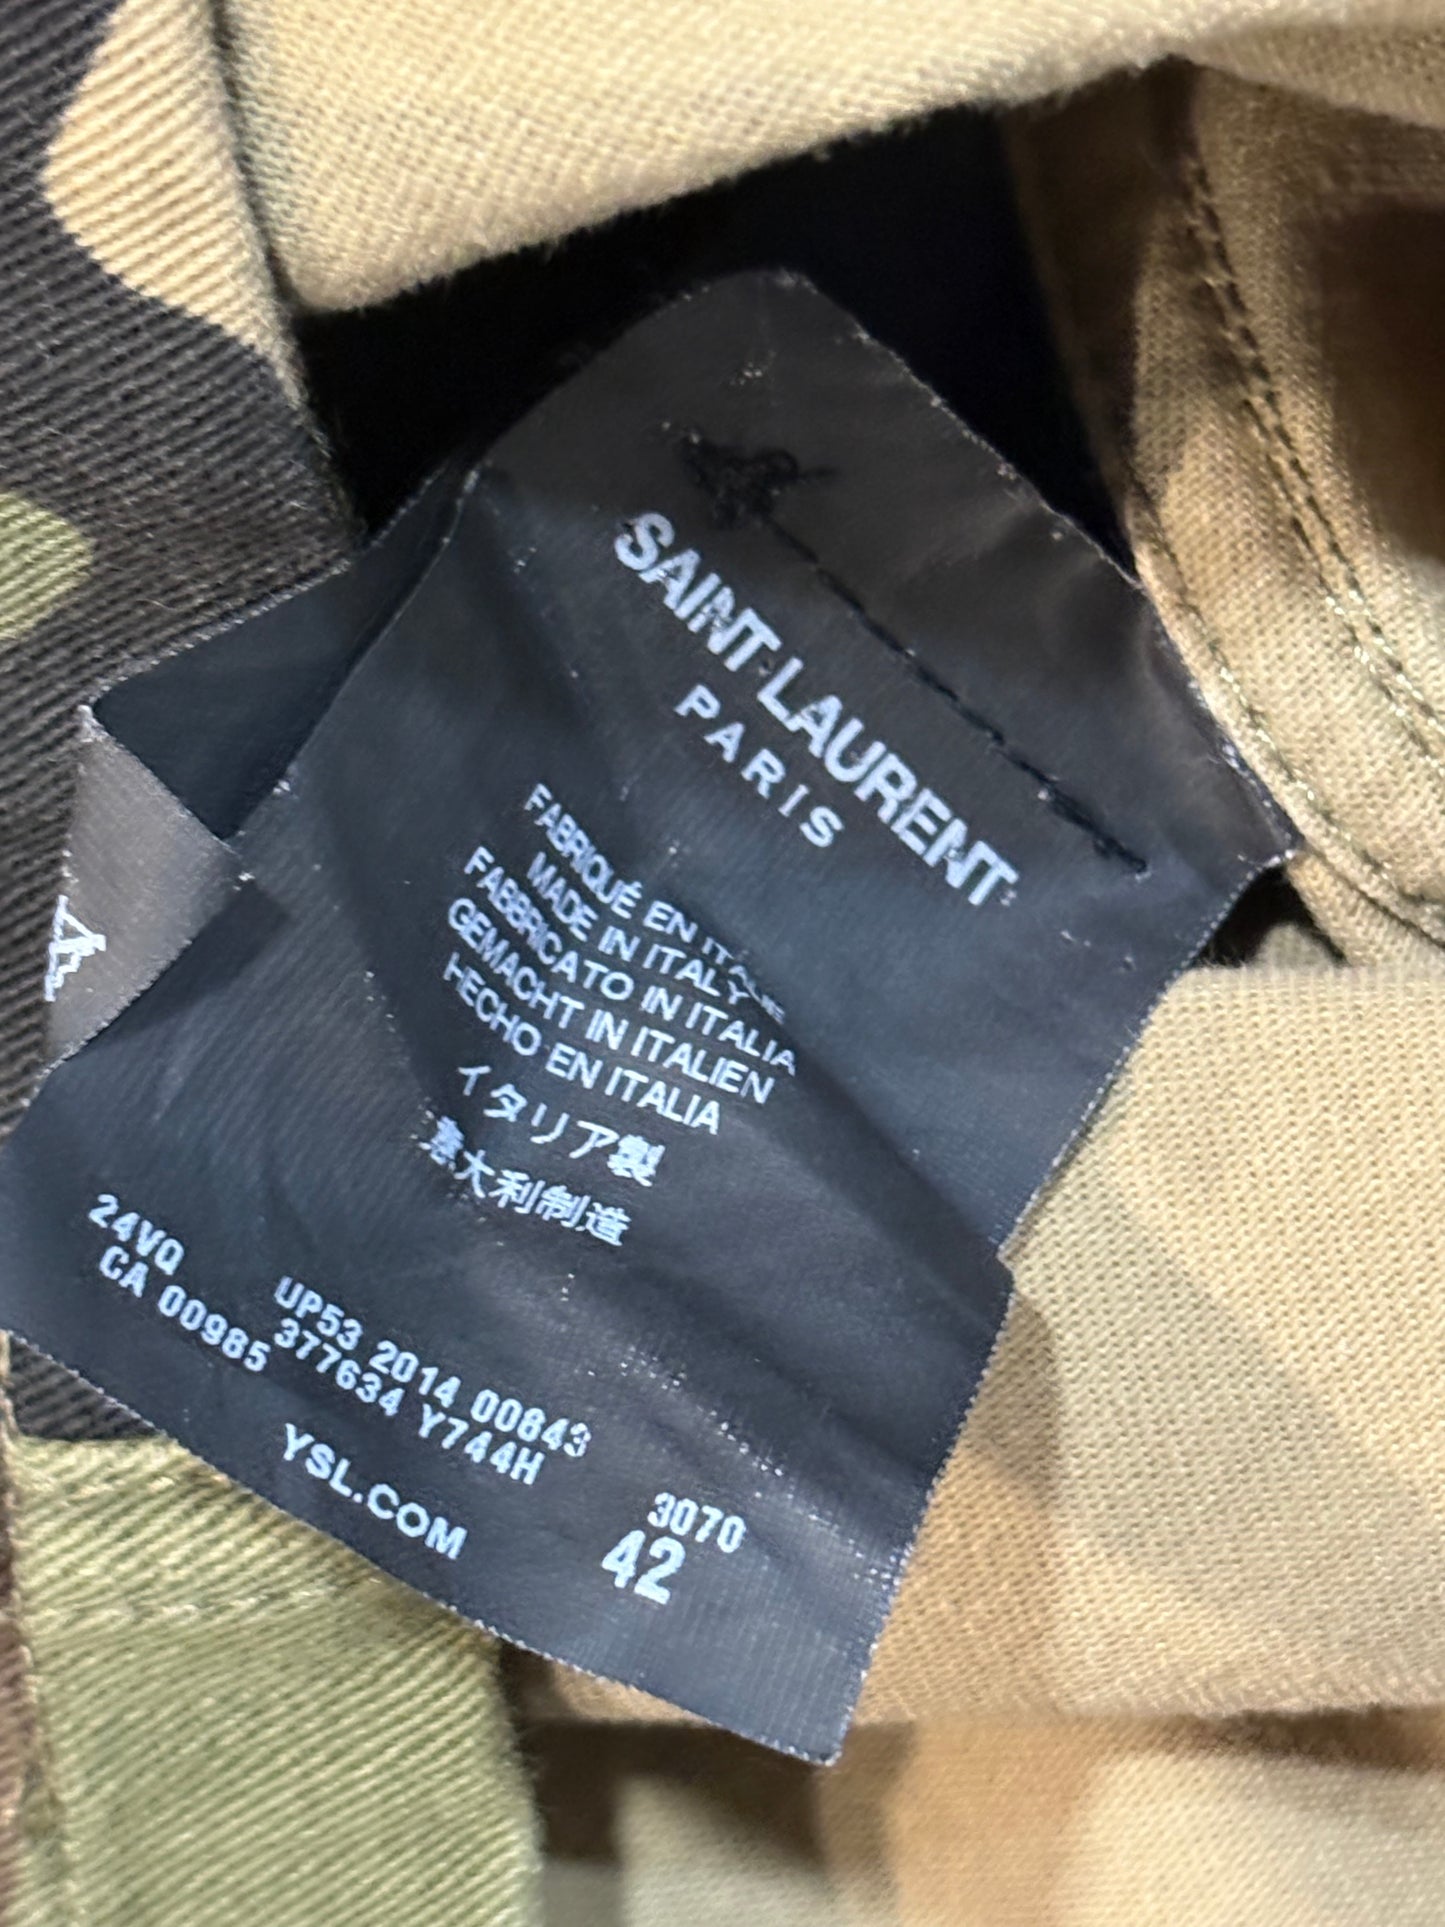 SAINT LAURENT
PARIS
FABRIQUÉ EN ITALIE
MADE IN ITALY
FABBRICATO IN ITALIA
GEMACHT IN ITALIEN
HECHO EN ITALIA
イタリア製
意大利制造
24VQ UP53 2014 00843
CA 00985 377634 Y744H
YSL.COM
3070
42